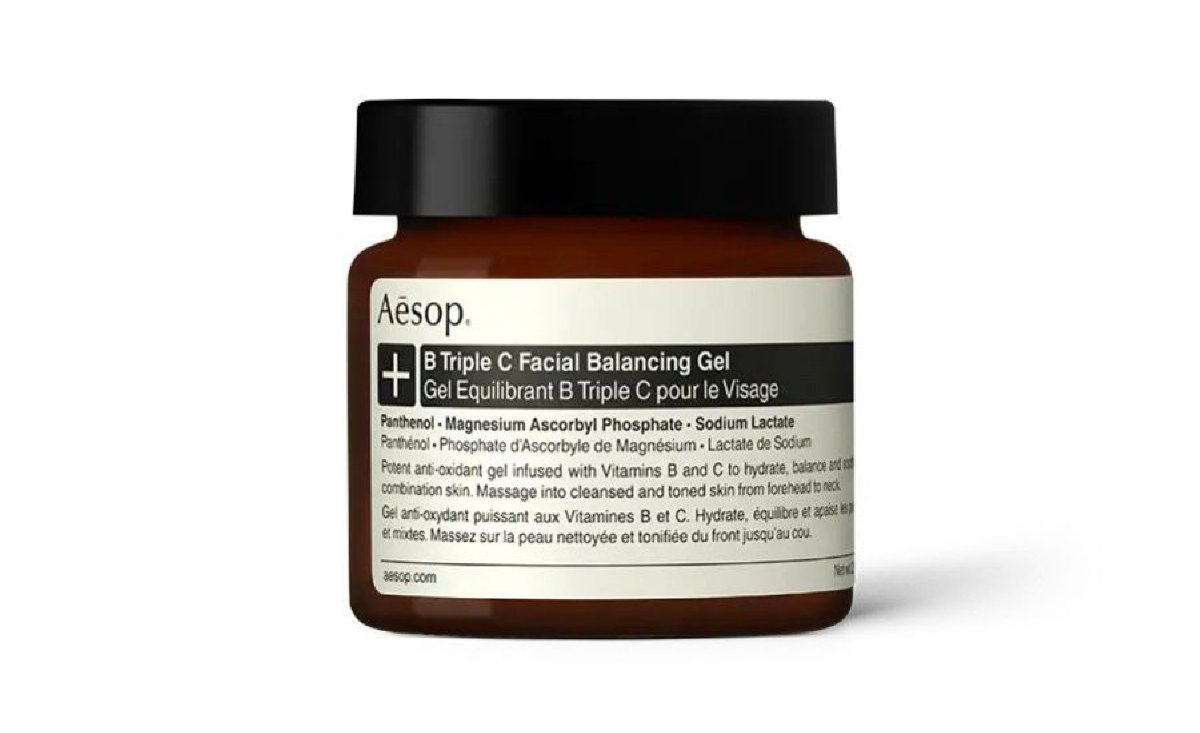 Aēsop.
B Triple C Facial Balancing Gel
Gel Equilibrant B Triple C pour le Visage
Panthenol · Magnesium Ascorbyl Phosphate · Sodium Lactate
Panthénol · Phosphate d'Ascorbyle de Magnésium · Lactate de Sodium
Potent anti-oxidant gel infused with Vitamins B and C to hydrate, balance and
combination skin. Massage into cleansed and toned skin from forehead to neck.
Gel anti-oxydant puissant aux Vitamines B et C. Hydrate, équilibre et apaise les
et mixtes. Massez sur la peau nettoyée et tonifiée du front jusqu'au cou.
aesop.com
Net